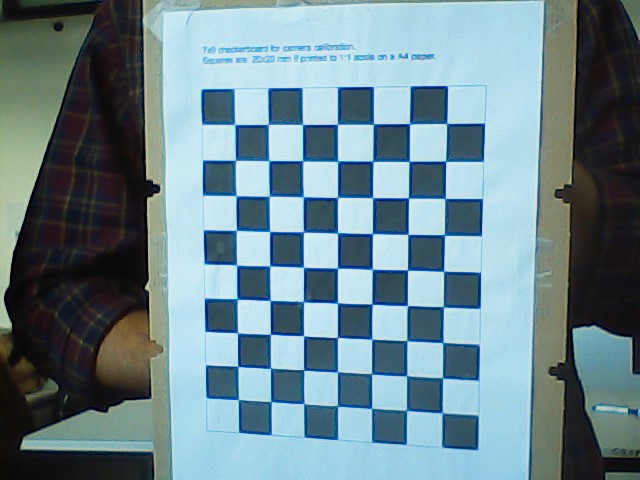 7x9 checkerboard for camera calibration.
Squares are 20x20 mm if printed to 1:1 scale on a A4 paper.